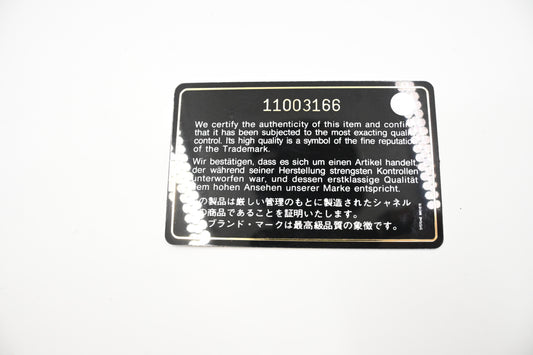 11003166
We certify the authenticity of this item and confirm
that it has been subjected to the most exacting quality
control. Its high quality is a symbol of the fine reputation
of the Trademark.
Wir bestätigen, dass es sich um einen Artikel handelt,
der während seiner Herstellung strengsten Kontrollen
unterworfen war, und dessen erstklassige Qualität
dem hohen Ansehen unserer Marke entspricht.
の製品は厳しい管理のもとに製造されたシャネル
の商品であることを証明いたします。
ブランド・マークは最高級品質の象徴です。